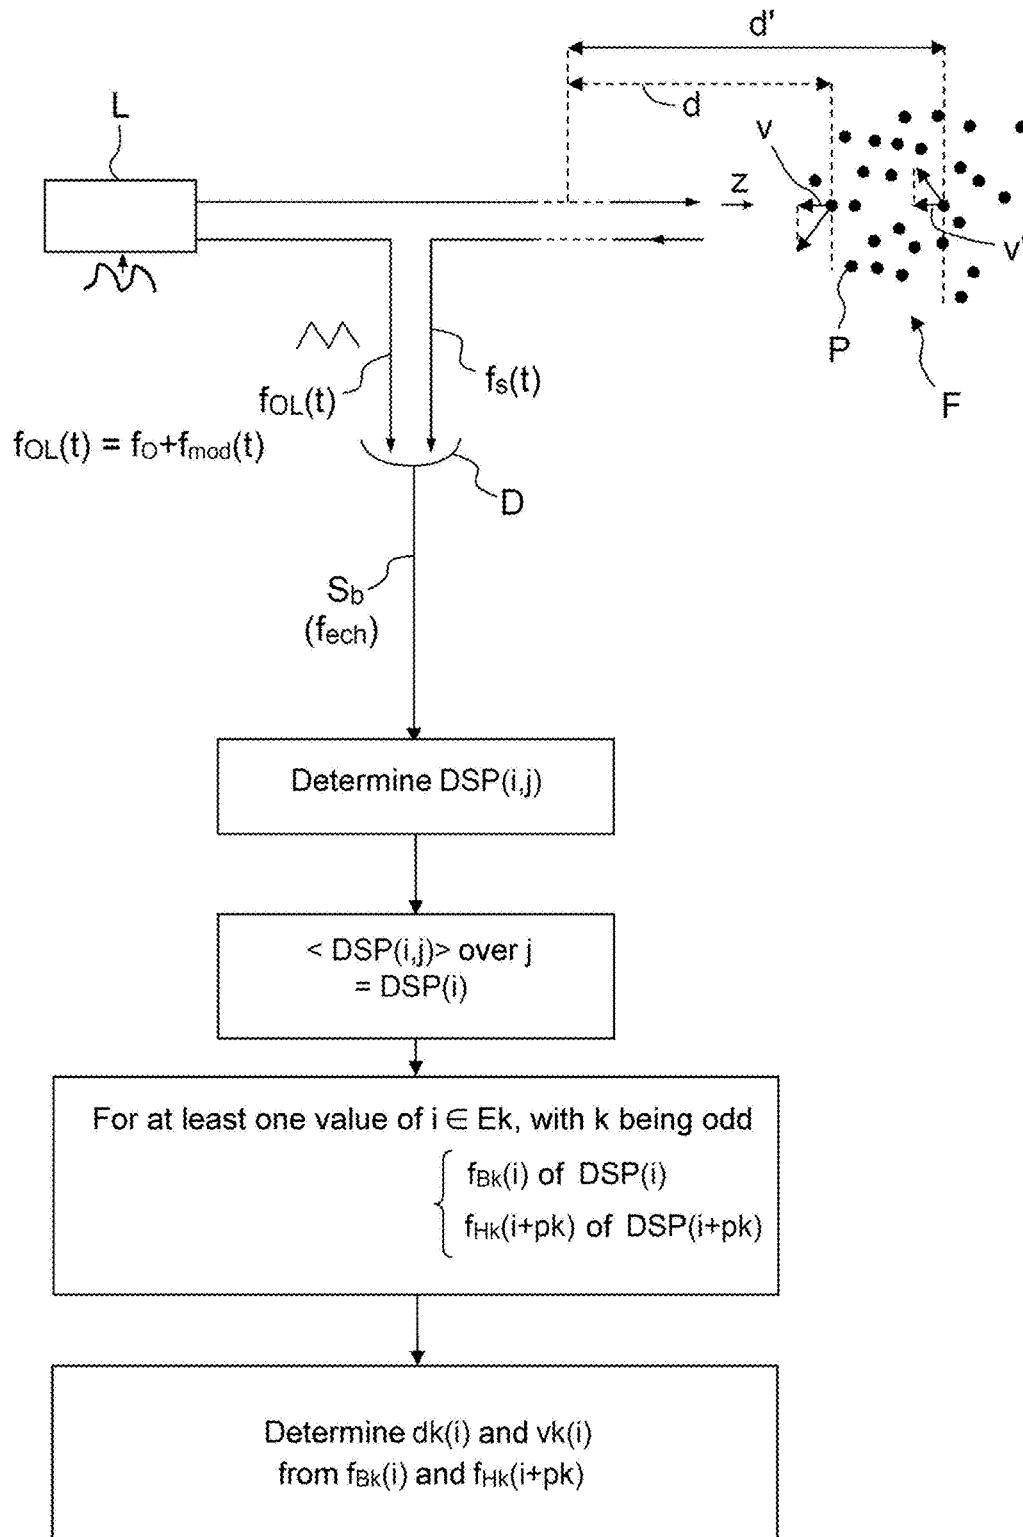 d'
L
d
v
z
v'
P
F
fOL(t)
fs(t)
fOL(t) = fO+fmod(t)
D
Sb
(fech)
Determine DSP(i,j)
< DSP(i,j)> over j
= DSP(i)
For at least one value of i ∈ Ek, with k being odd
fBk(i) of DSP(i)
fHk(i+pk) of DSP(i+pk)
Determine dk(i) and vk(i)
from fBk(i) and fHk(i+pk)